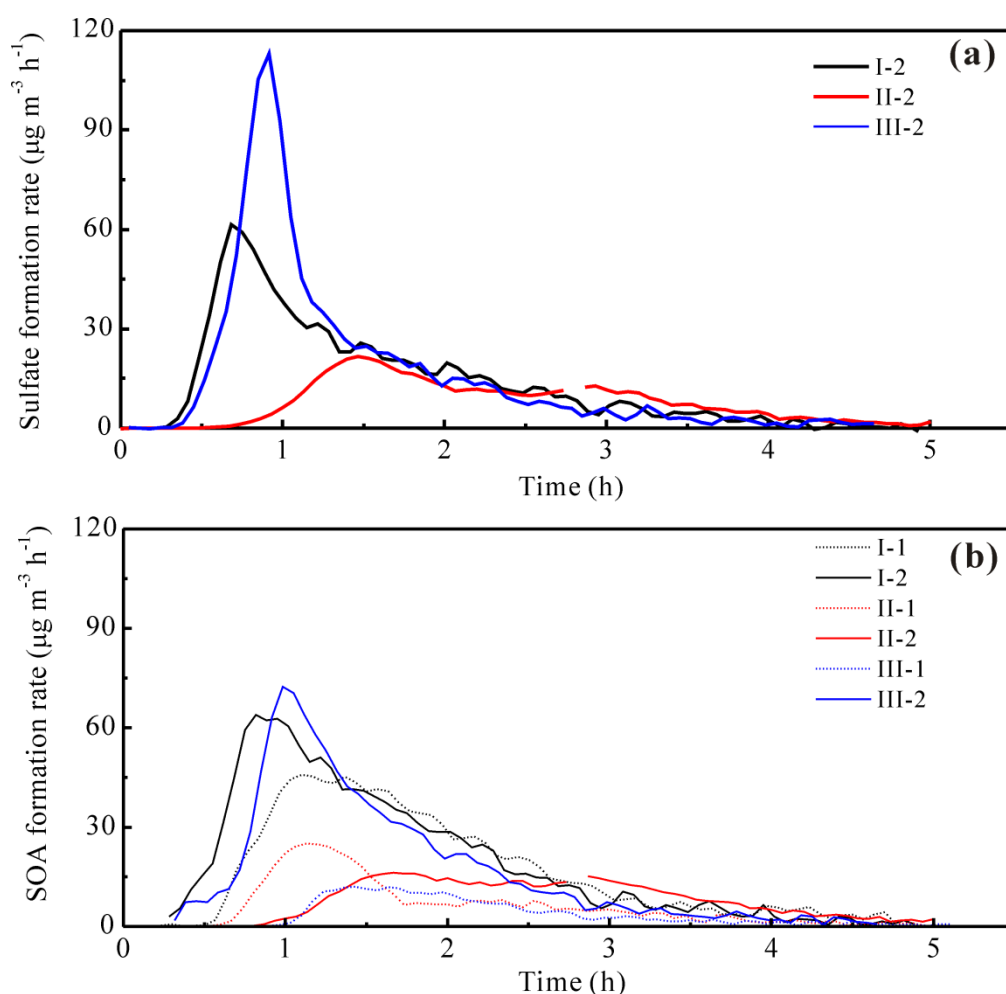 (a)
Sulfate formation rate (μg m⁻³ h⁻¹)
120
90
60
30
0
I-2
II-2
III-2
0 1 2 3 4 5
Time (h)
(b)
SOA formation rate (μg m⁻³ h⁻¹)
120
90
60
30
0
I-1
I-2
II-1
II-2
III-1
III-2
0 1 2 3 4 5
Time (h)